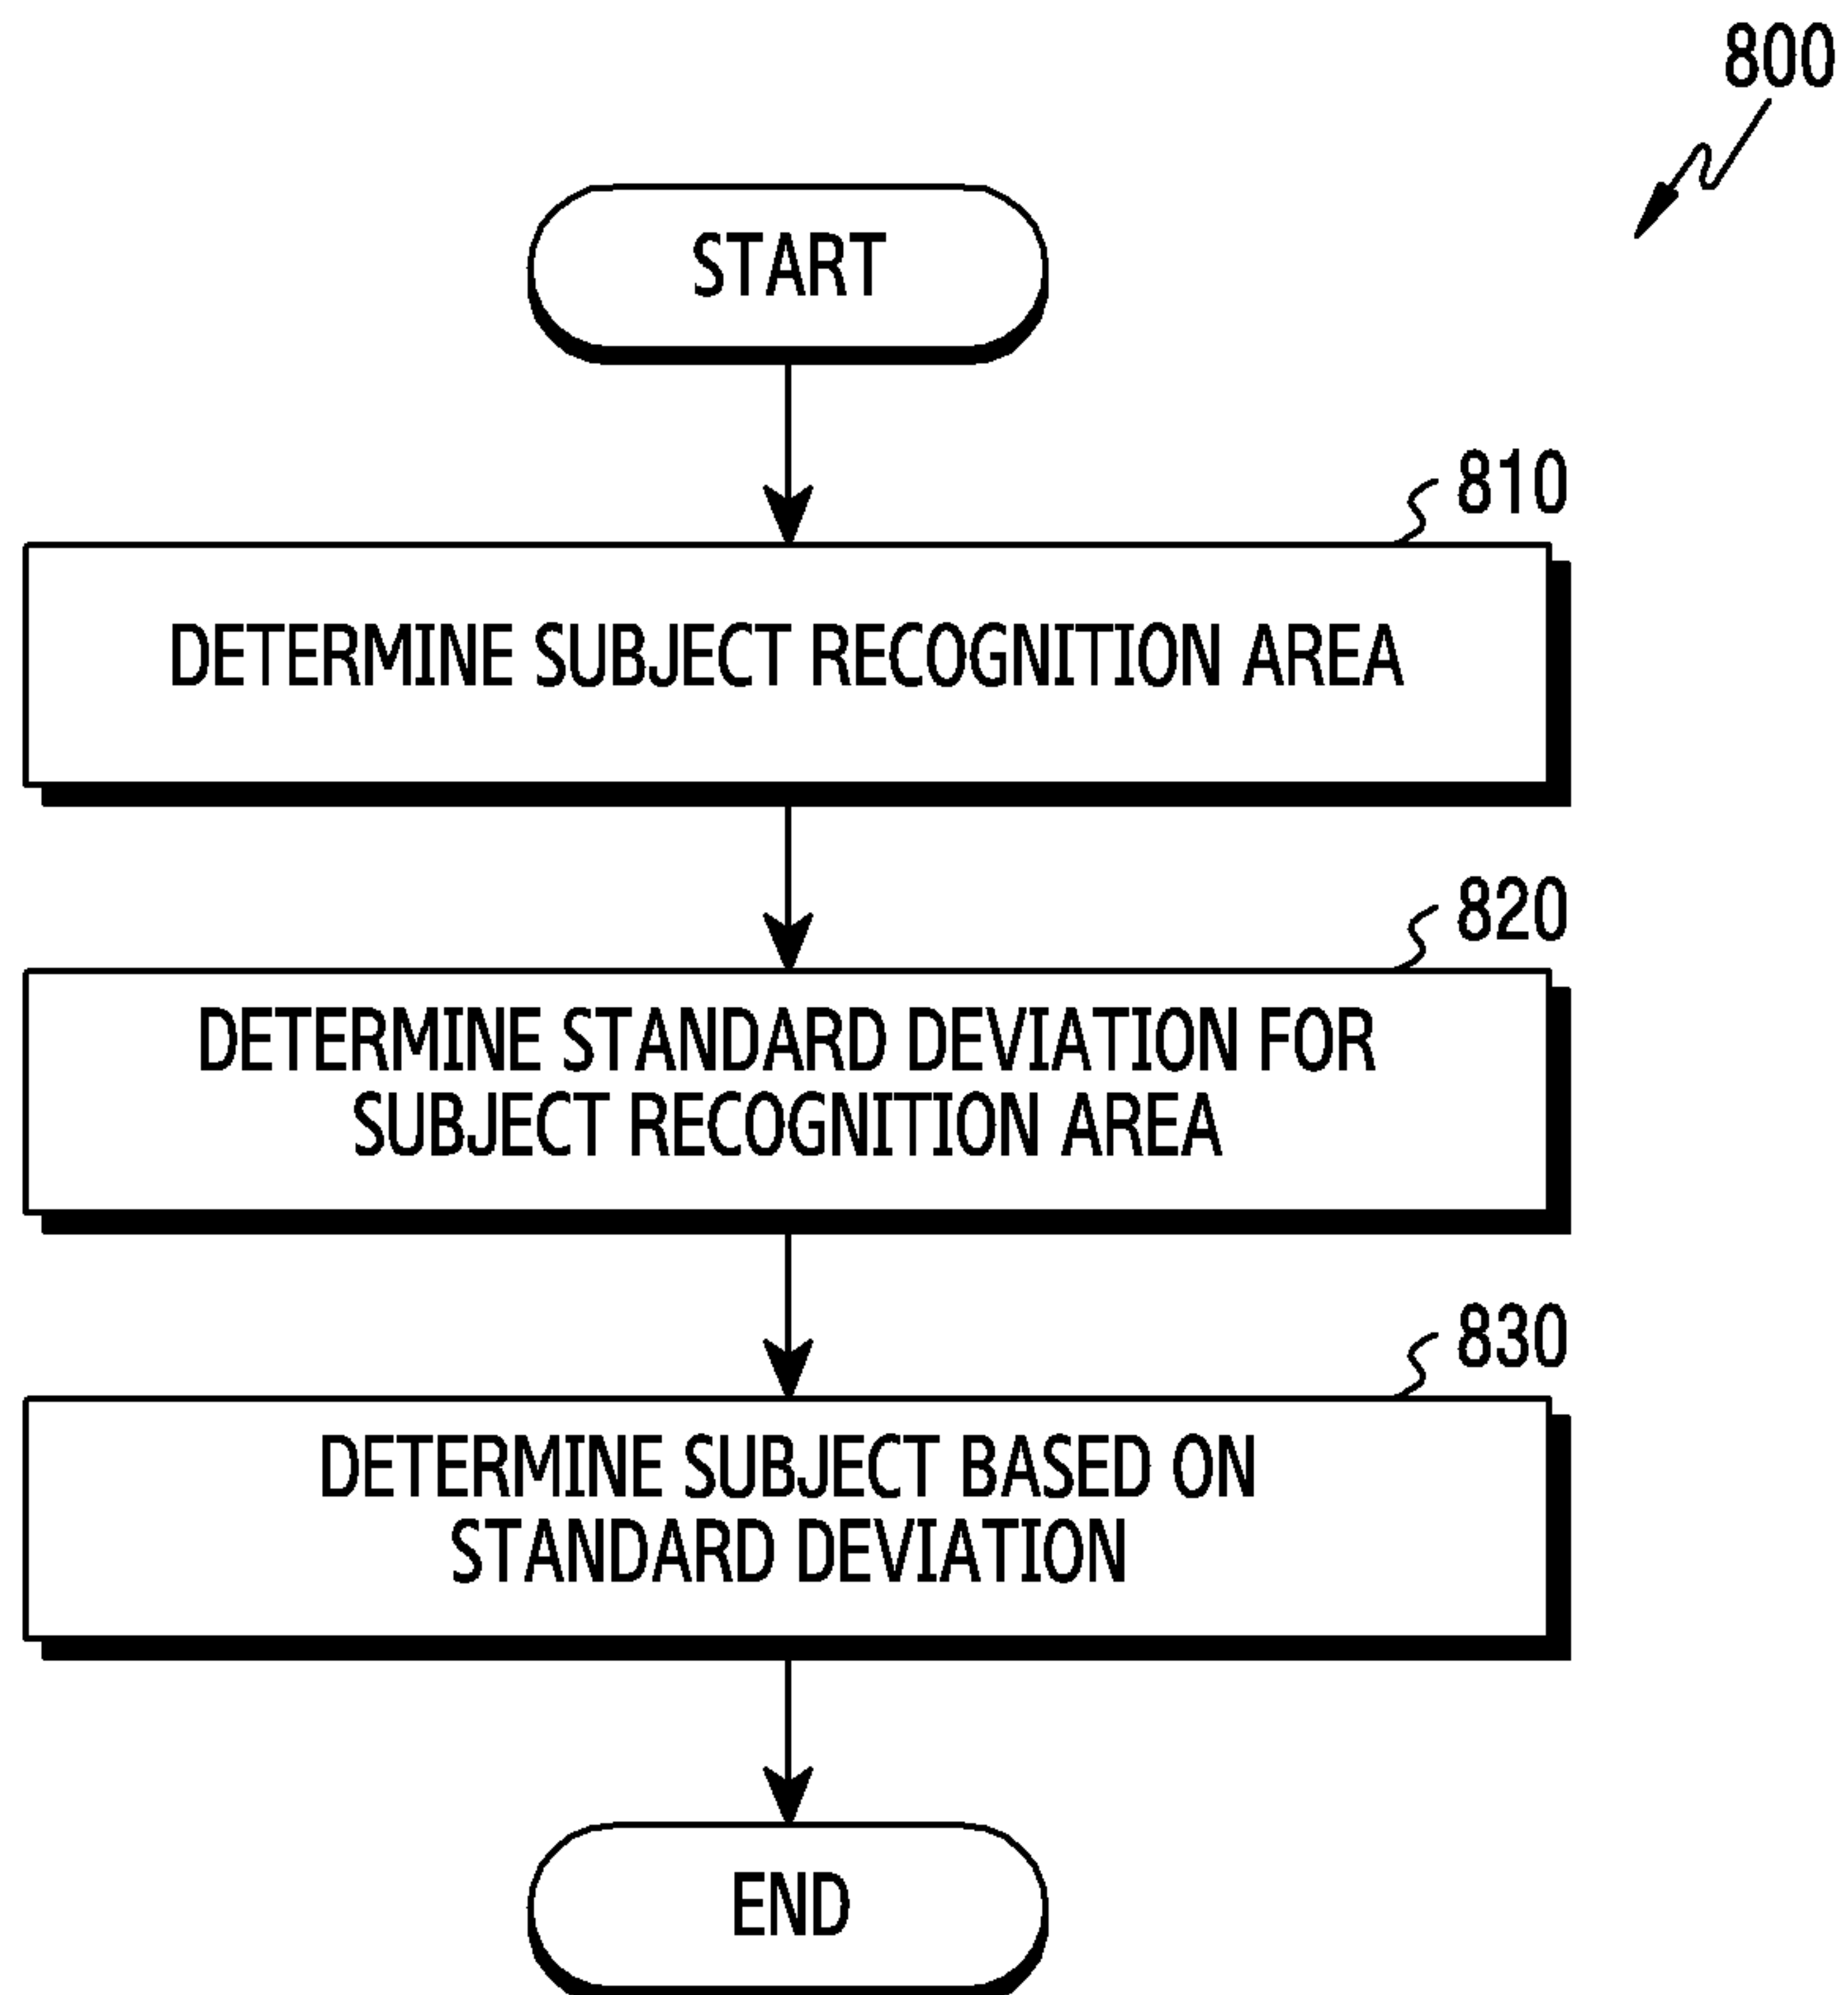 800
START
810
DETERMINE SUBJECT RECOGNITION AREA
820
DETERMINE STANDARD DEVIATION FOR
SUBJECT RECOGNITION AREA
830
DETERMINE SUBJECT BASED ON
STANDARD DEVIATION
END